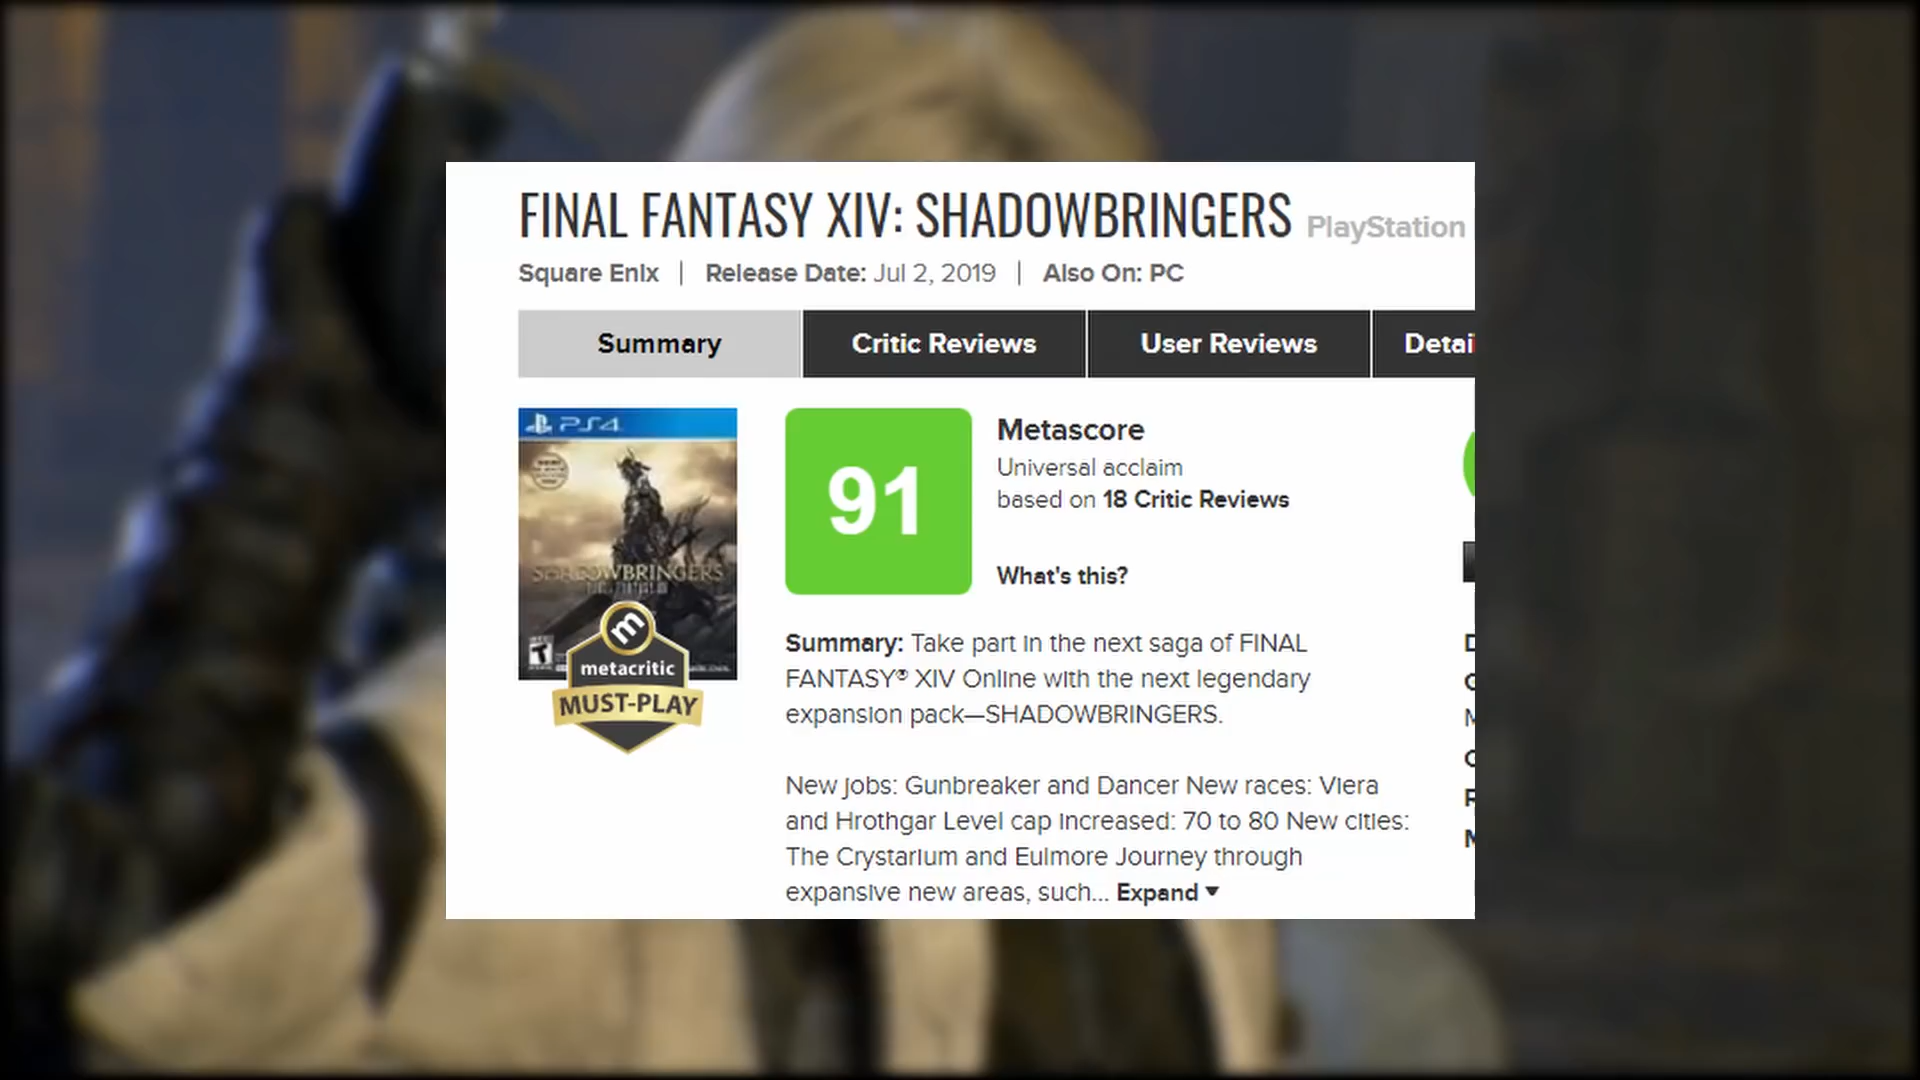 FINAL FANTASY XIV: SHADOWBRINGERS PlayStation
Square Enix | Release Date: Jul 2, 2019 | Also On: PC
Summary Critic Reviews User Reviews Detai
PS4
SHADOWBRINGERS
T
m
metacritic
MUST-PLAY
91
Metascore
Universal acclaim
based on 18 Critic Reviews
What's this?
Summary: Take part in the next saga of FINAL
FANTASY® XIV Online with the next legendary
expansion pack—SHADOWBRINGERS.
New jobs: Gunbreaker and Dancer New races: Viera
and Hrothgar Level cap increased: 70 to 80 New cities:
The Crystarium and Eulmore Journey through
expansive new areas, such... Expand